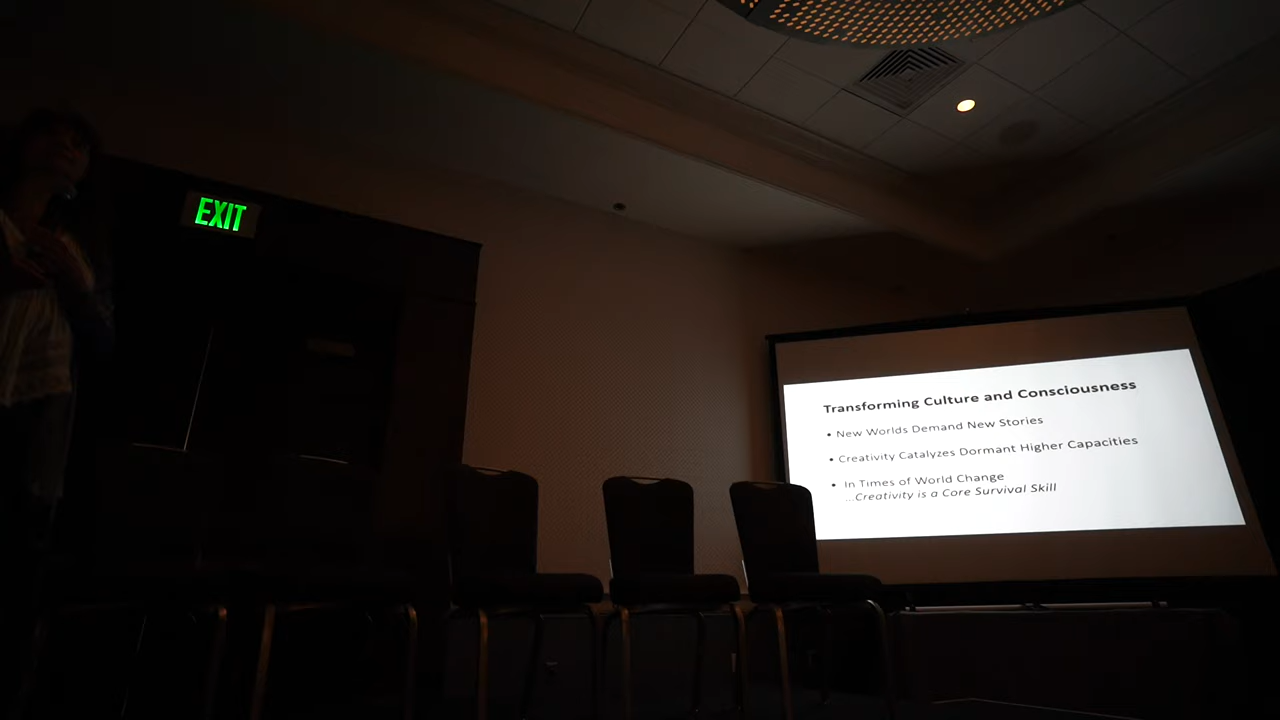 EXIT
Transforming Culture and Consciousness
• New Worlds Demand New Stories
• Creativity Catalyzes Dormant Higher Capacities
• In Times of World Change
...Creativity is a Core Survival Skill